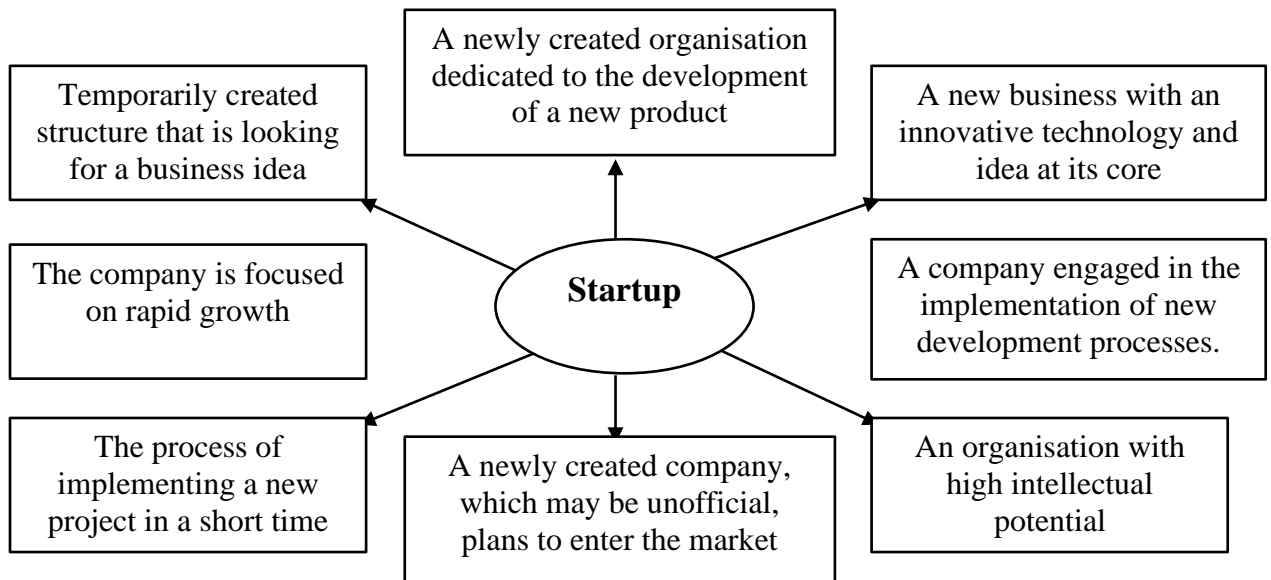 A newly created organisation
dedicated to the development
of a new product
Temporarily created
structure that is looking
for a business idea
A new business with an
innovative technology and
idea at its core
The company is focused
on rapid growth
Startup
A company engaged in the
implementation of new
development processes.
The process of
implementing a new
project in a short time
A newly created company,
which may be unofficial,
plans to enter the market
An organisation with
high intellectual
potential